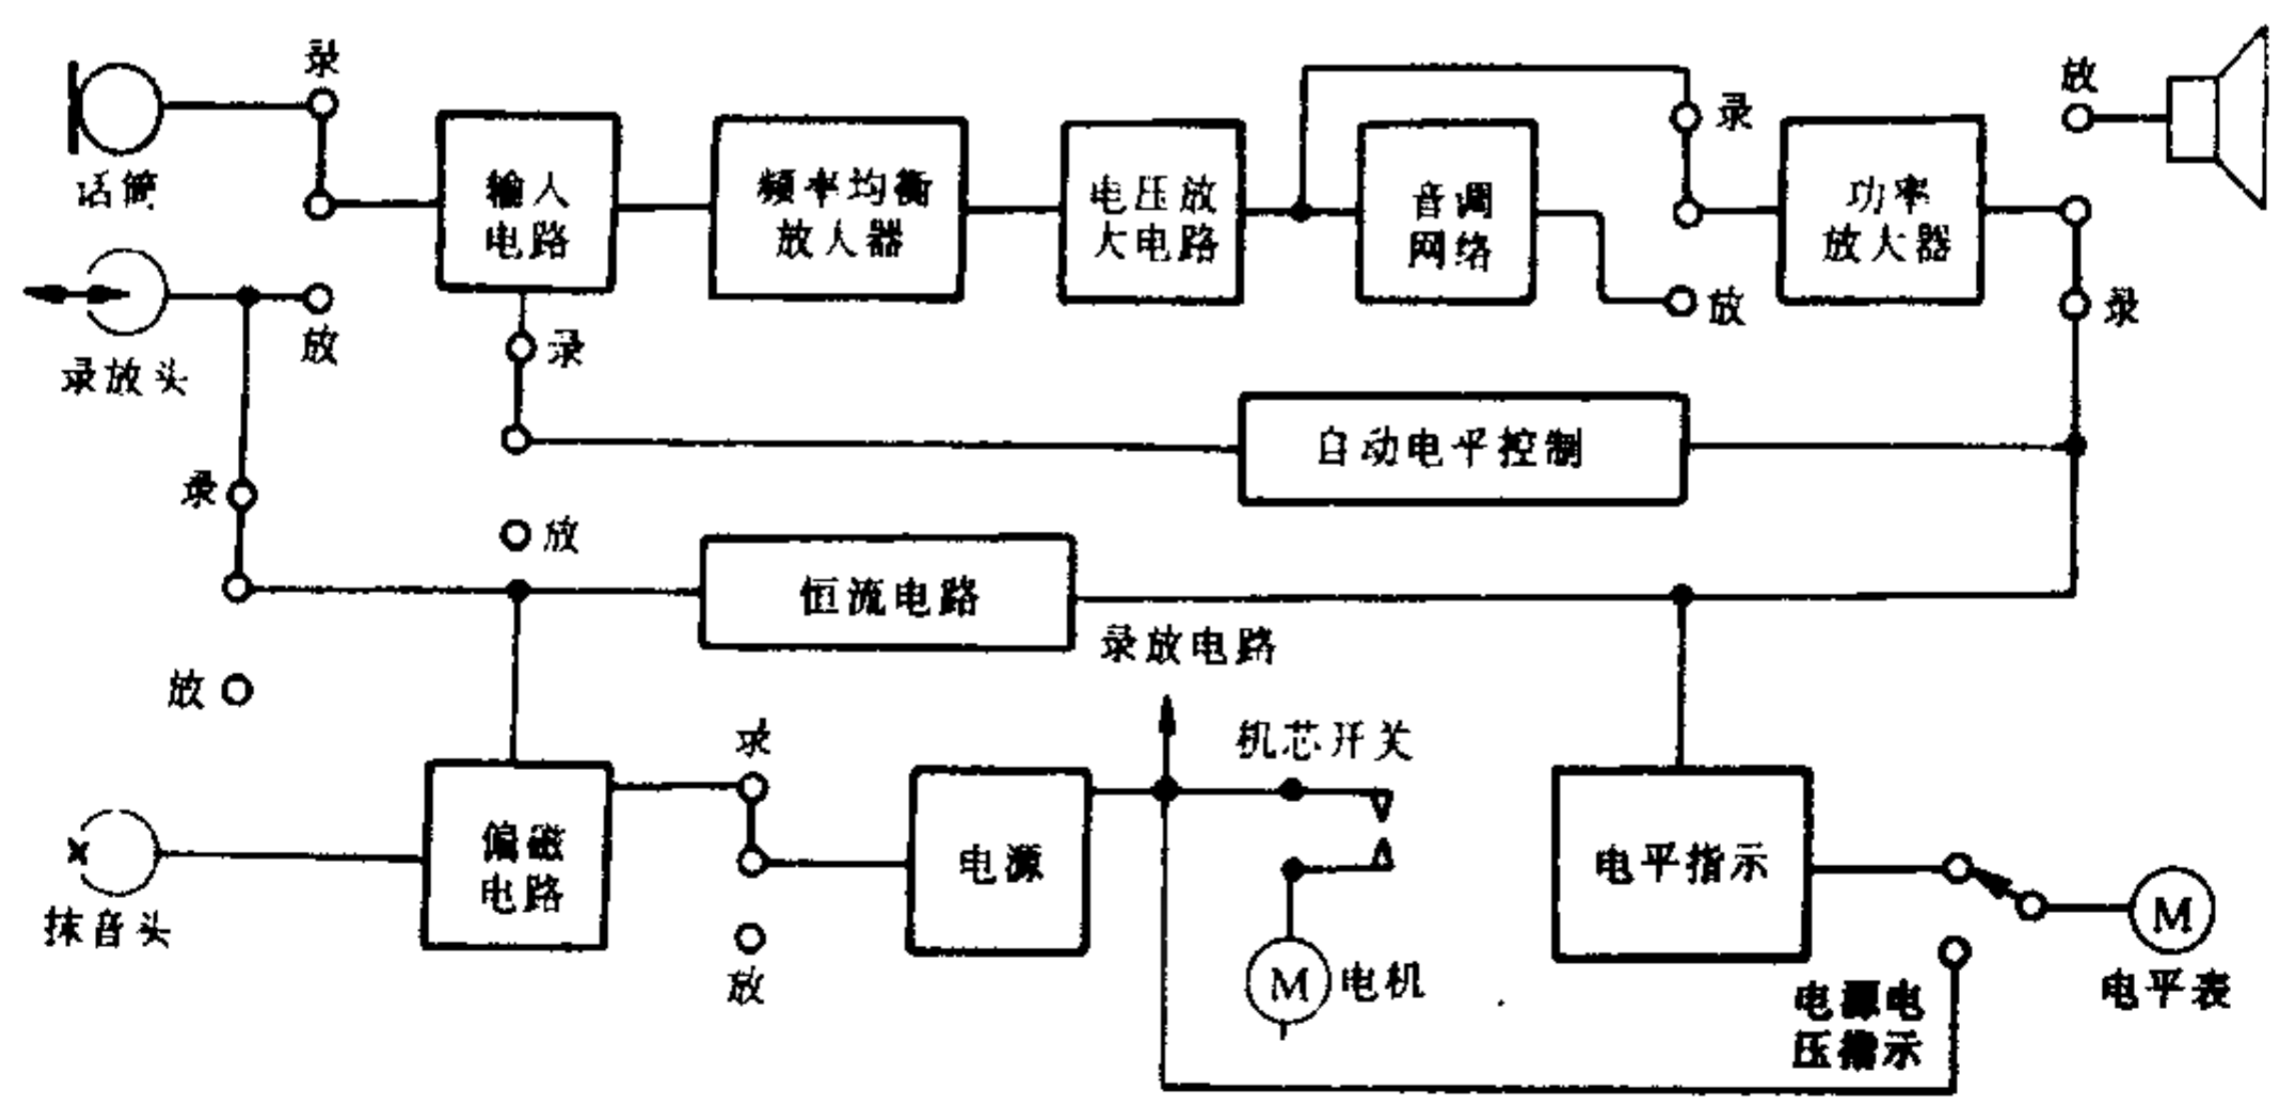 录
放
话筒
输入
电路
频率均衡
放人器
电压放
大电路
音调
网络
录
功率
放大器
放
录
放
录放头
放
录
录
自动电平控制
放
恒流电路
录放电路
放
录
机芯开关
偏磁
电路
电源
电平指示
M
抹音头
放
M
电机
电源电
压指示
电平表